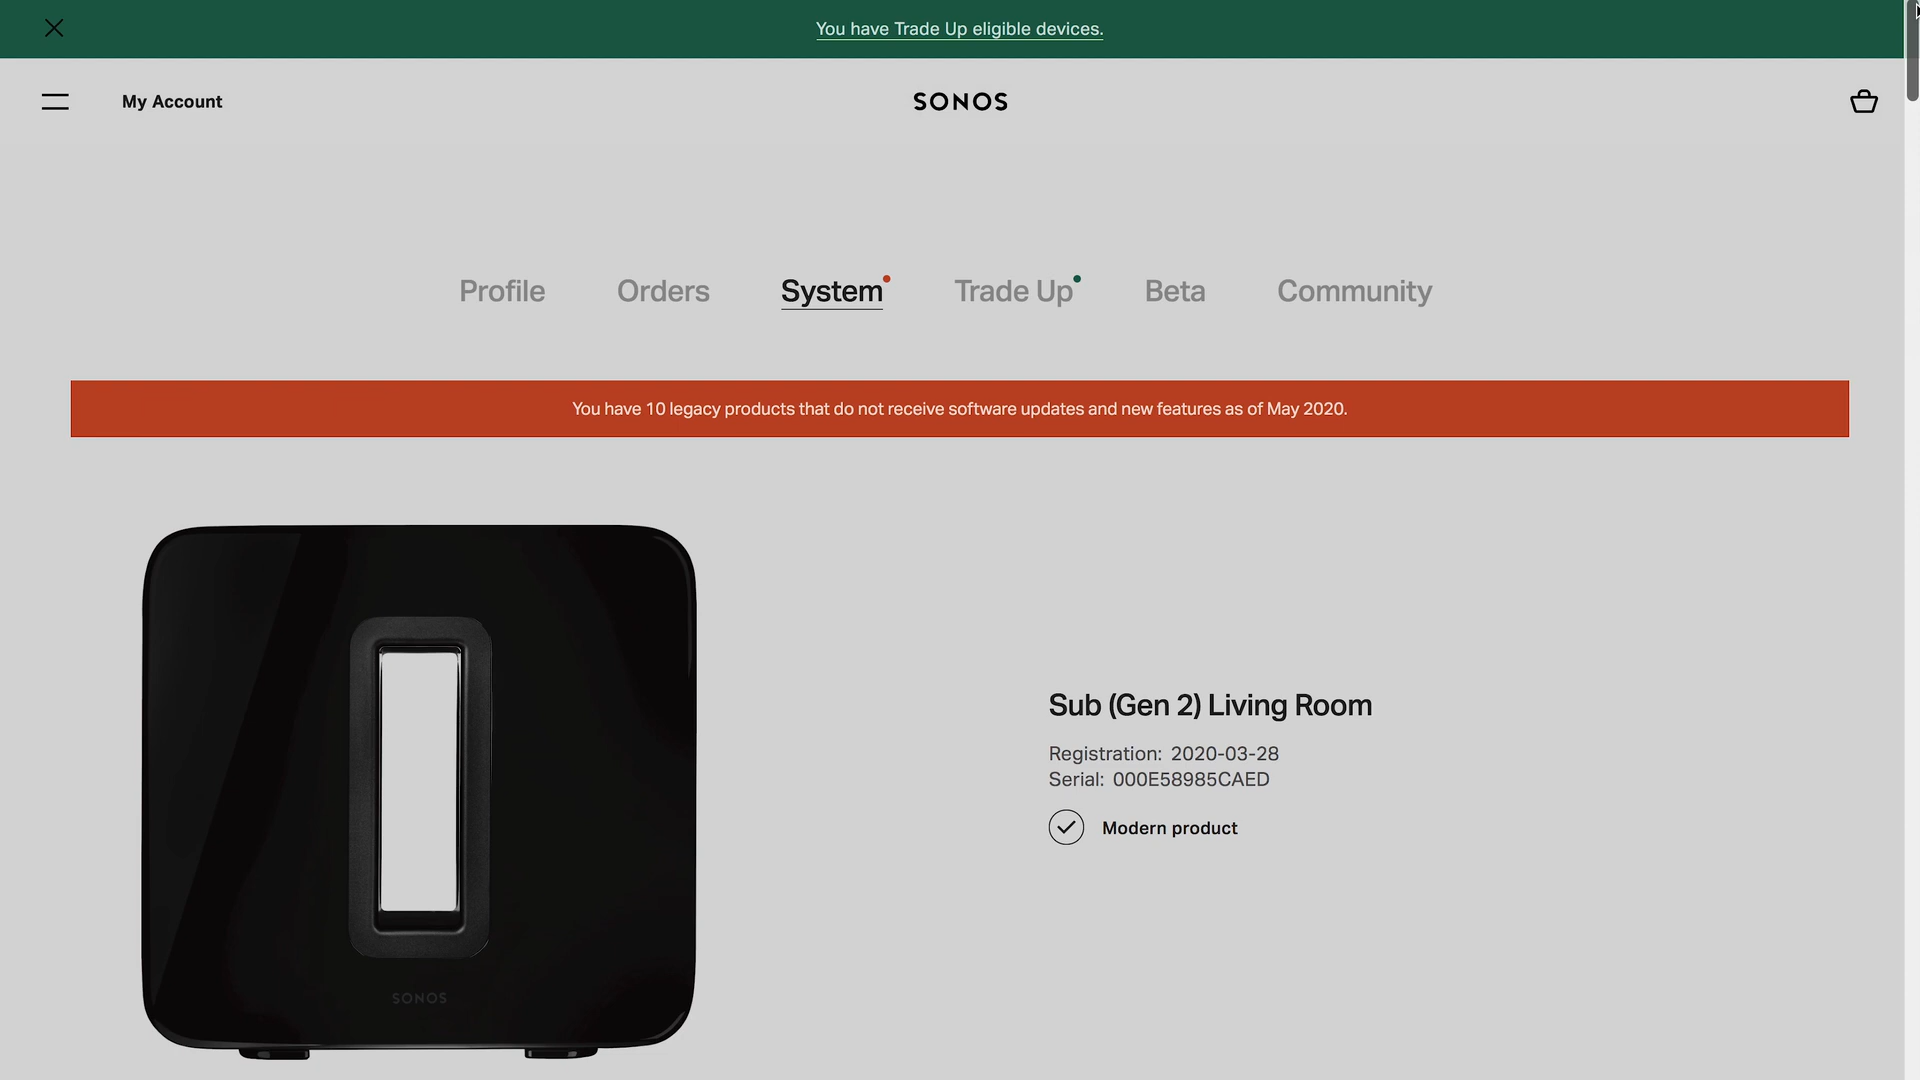 You have Trade Up eligible devices.
My Account
SONOS
Profile
Orders
System
Trade Up
Beta
Community
You have 10 legacy products that do not receive software updates and new features as of May 2020.
Sub (Gen 2) Living Room
Registration: 2020-03-28
Serial: 000E58985CAED
Modern product
SONOS